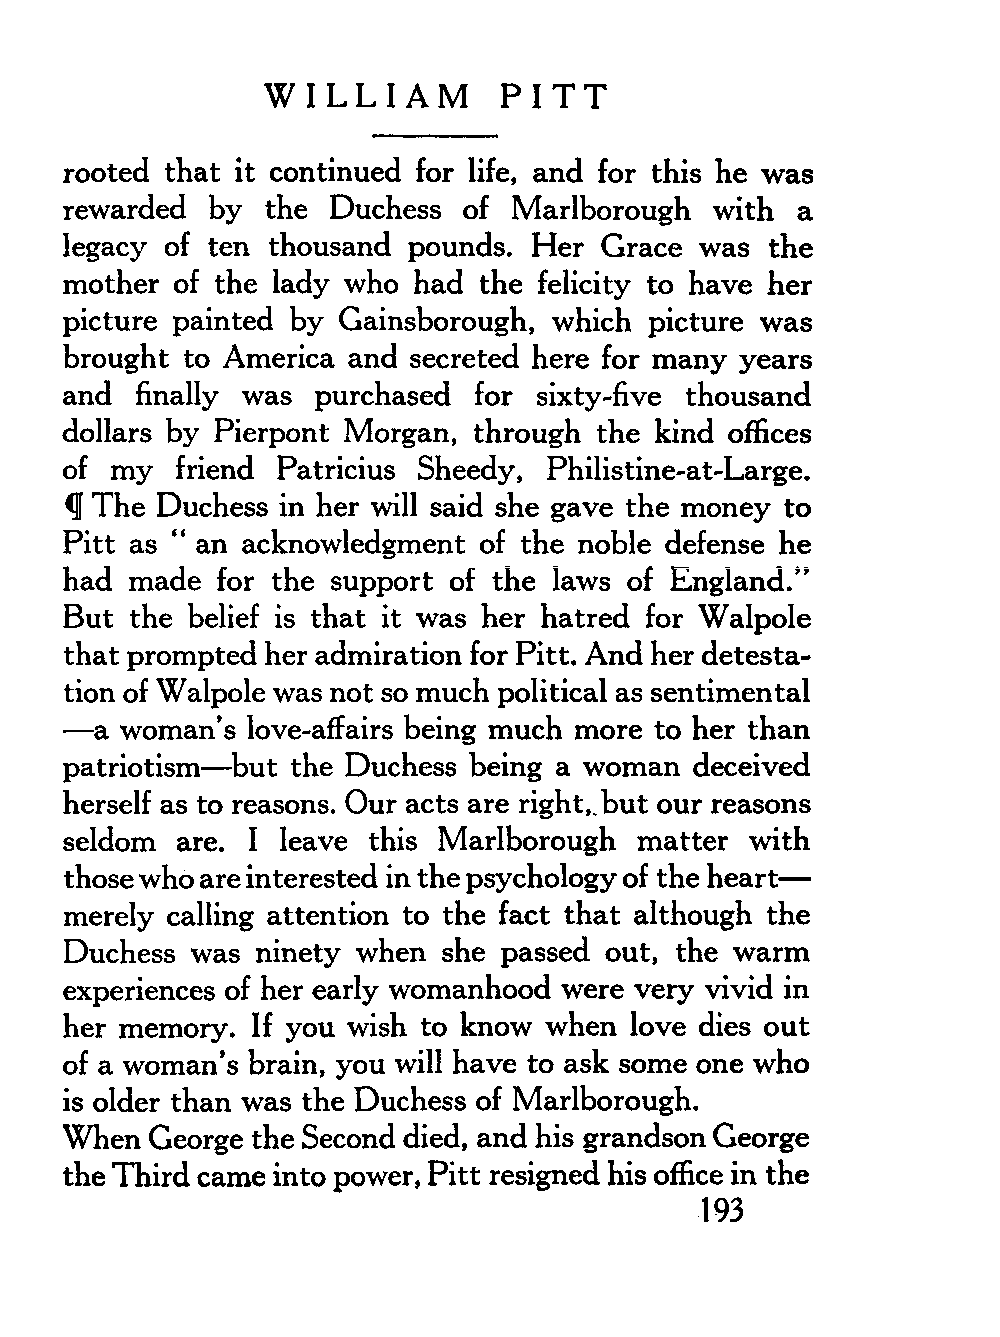 WILLIAM PITT
rooted that it continued for life, and for this he was
rewarded by the Duchess of Marlborough with a
legacy of ten thousand pounds. Her Grace was the
mother of the lady who had the felicity to have her
picture painted by Gainsborough, which picture was
brought to America and secreted here for many years
and finally was purchased for sixty-five thousand
dollars by Pierpont Morgan, through the kind offices
of my friend Patricius Sheedy, Philistine-at-Large.
¶ The Duchess in her will said she gave the money to
Pitt as “ an acknowledgment of the noble defense he
had made for the support of the laws of England.”
But the belief is that it was her hatred for Walpole
that prompted her admiration for Pitt. And her detesta-
tion of Walpole was not so much political as sentimental
—a woman's love-affairs being much more to her than
patriotism—but the Duchess being a woman deceived
herself as to reasons. Our acts are right, but our reasons
seldom are. I leave this Marlborough matter with
those who are interested in the psychology of the heart—
merely calling attention to the fact that although the
Duchess was ninety when she passed out, the warm
experiences of her early womanhood were very vivid in
her memory. If you wish to know when love dies out
of a woman's brain, you will have to ask some one who
is older than was the Duchess of Marlborough.
When George the Second died, and his grandson George
the Third came into power, Pitt resigned his office in the
193